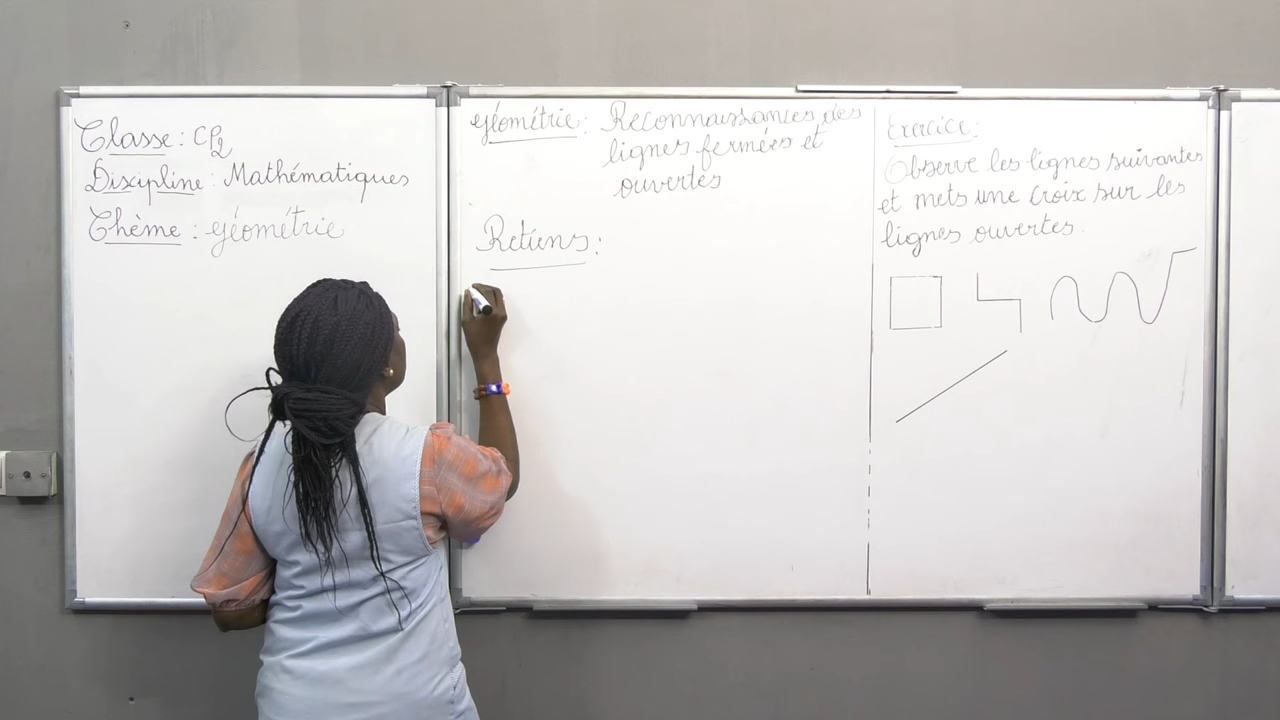 Classe : CP2
Discipline : Mathématiques
Thème : géométrie
géométrie : Reconnaissances des
lignes fermées et
ouvertes
Retiens :
Exercice :
Observe les lignes suivantes
et mets une croix sur les
lignes ouvertes.